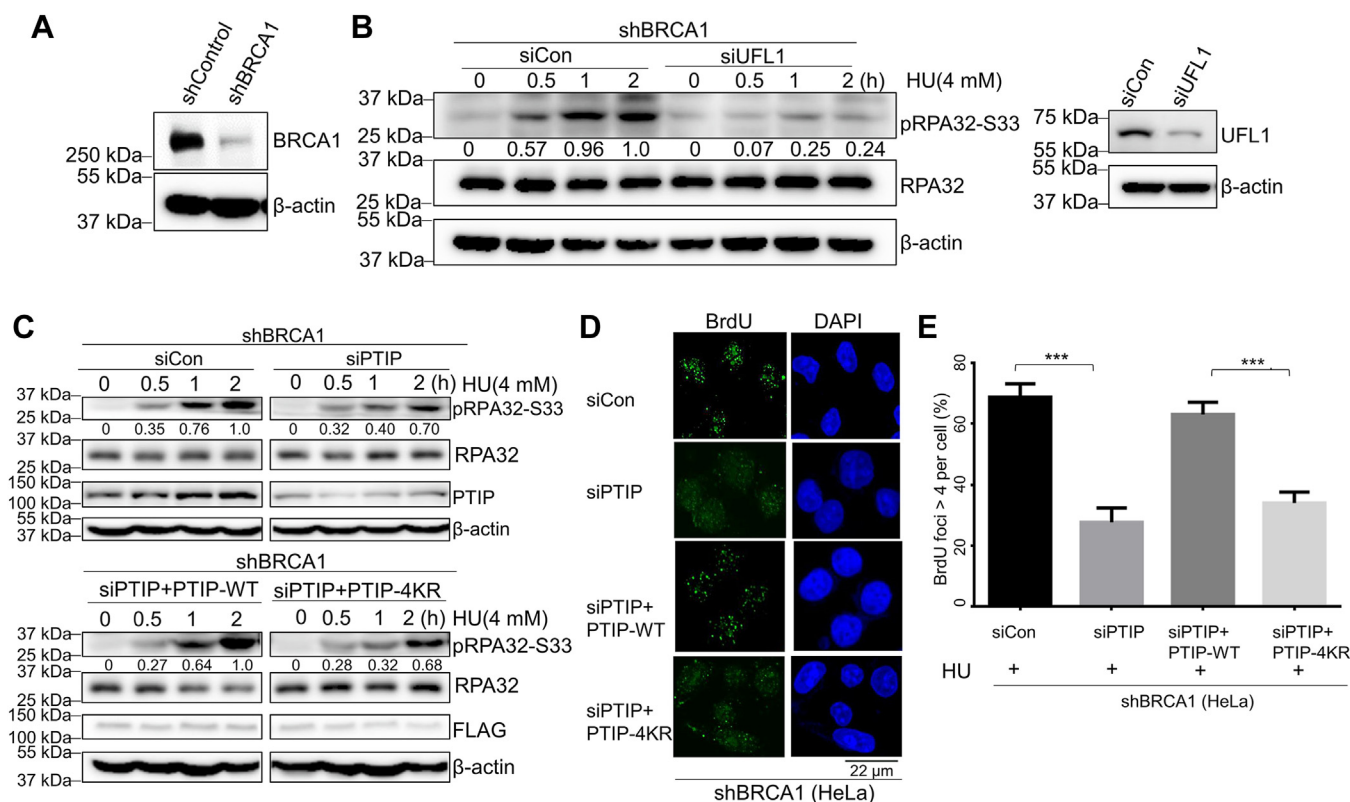 A
shControl
shBRCA1
BRCA1
250 kDa
55 kDa
β-actin
37 kDa
B
shBRCA1
siCon siUFL1
0 0.5 1 2 0 0.5 1 2 (h) HU(4 mM)
37 kDa
pRPA32-S33
25 kDa
0 0.57 0.96 1.0 0 0.07 0.25 0.24
37 kDa
RPA32
25 kDa
55 kDa
β-actin
37 kDa
siCon
siUFL1
75 kDa
UFL1
55 kDa
55 kDa
β-actin
37 kDa
C
shBRCA1
siCon siPTIP
0 0.5 1 2 0 0.5 1 2 (h) HU(4 mM)
37 kDa
pRPA32-S33
25 kDa
0 0.35 0.76 1.0 0 0.32 0.40 0.70
37 kDa
RPA32
25 kDa
150 kDa
PTIP
100 kDa
55 kDa
β-actin
37 kDa
shBRCA1
siPTIP+PTIP-WT siPTIP+PTIP-4KR
0 0.5 1 2 0 0.5 1 2 (h) HU(4 mM)
37 kDa
pRPA32-S33
25 kDa
0 0.27 0.64 1.0 0 0.28 0.32 0.68
37 kDa
RPA32
25 kDa
150 kDa
FLAG
100 kDa
55 kDa
β-actin
37 kDa
D
BrdU DAPI
siCon
siPTIP
siPTIP+
PTIP-WT
siPTIP+
PTIP-4KR
22 µm
shBRCA1 (HeLa)
E
BrdU foci > 4 per cell (%)
80
60
40
20
0
*** ***
siCon siPTIP siPTIP+ siPTIP+
PTIP-WT PTIP-4KR
HU + + + +
shBRCA1 (HeLa)